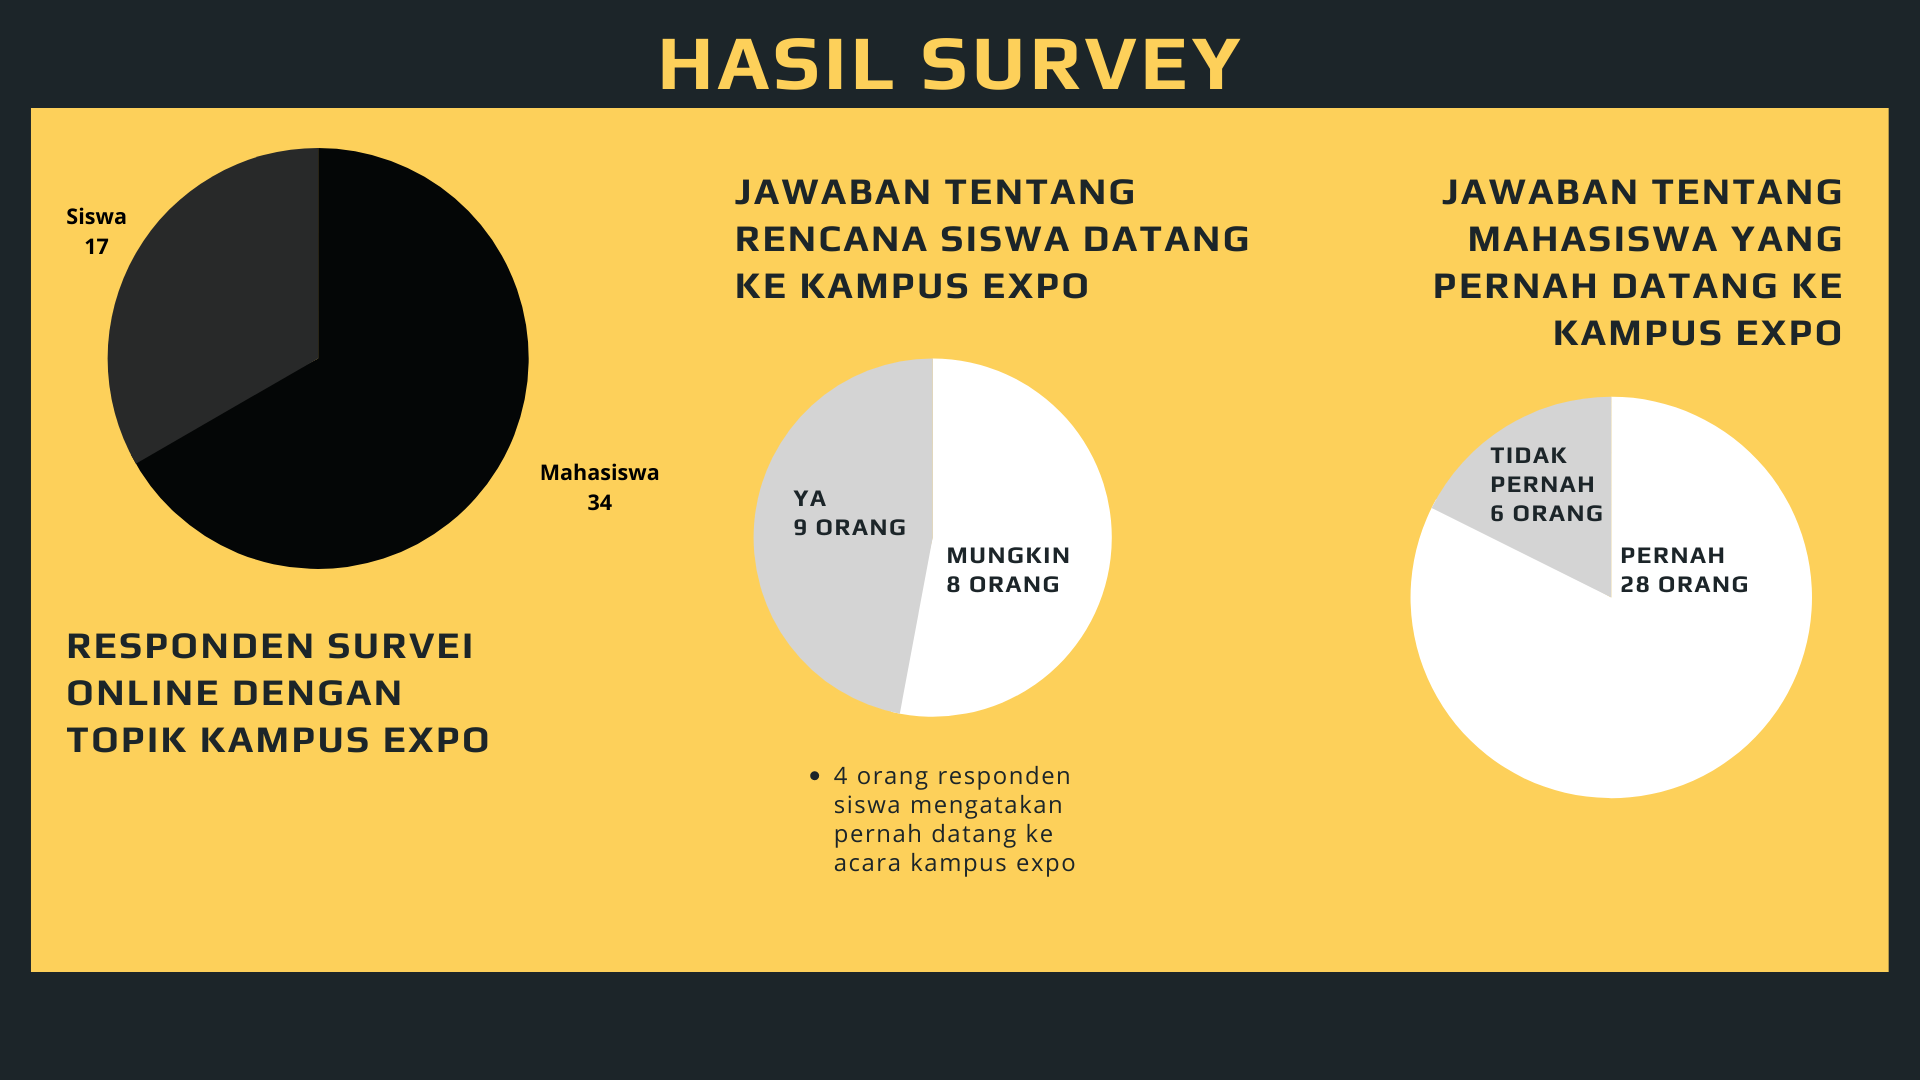 HASIL SURVEY
Siswa
17
Mahasiswa
34
RESPONDEN SURVEI
ONLINE DENGAN
TOPIK KAMPUS EXPO
JAWABAN TENTANG
RENCANA SISWA DATANG
KE KAMPUS EXPO
YA
9 ORANG
MUNGKIN
8 ORANG
• 4 orang responden
siswa mengatakan
pernah datang ke
acara kampus expo
JAWABAN TENTANG
MAHASISWA YANG
PERNAH DATANG KE
KAMPUS EXPO
TIDAK
PERNAH
6 ORANG
PERNAH
28 ORANG